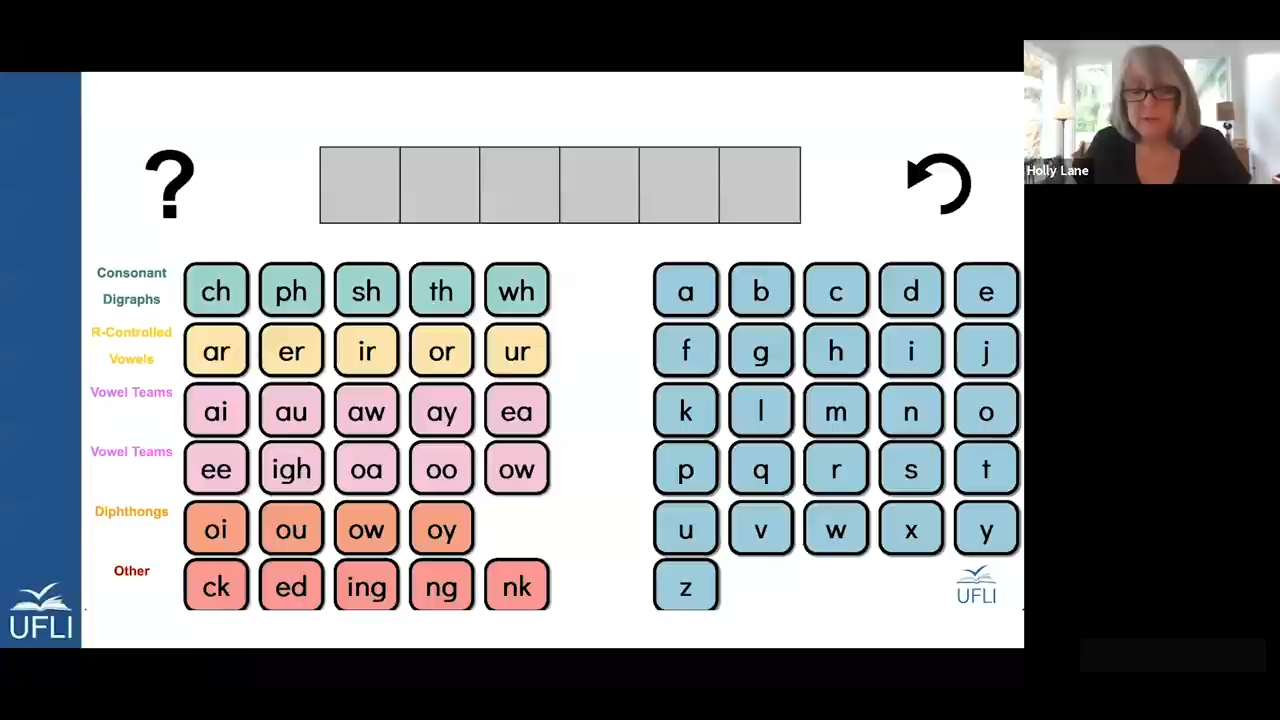 ?
Holly Lane
Consonant
Digraphs
ch ph sh th wh
a b c d e
R-Controlled
Vowels
ar er ir or ur
f g h i j
Vowel Teams
ai au aw ay ea
k l m n o
Vowel Teams
ee igh oa oo ow
p q r s t
Diphthongs
oi ou ow oy
u v w x y
Other
ck ed ing ng nk
z
UFLI
UFLI